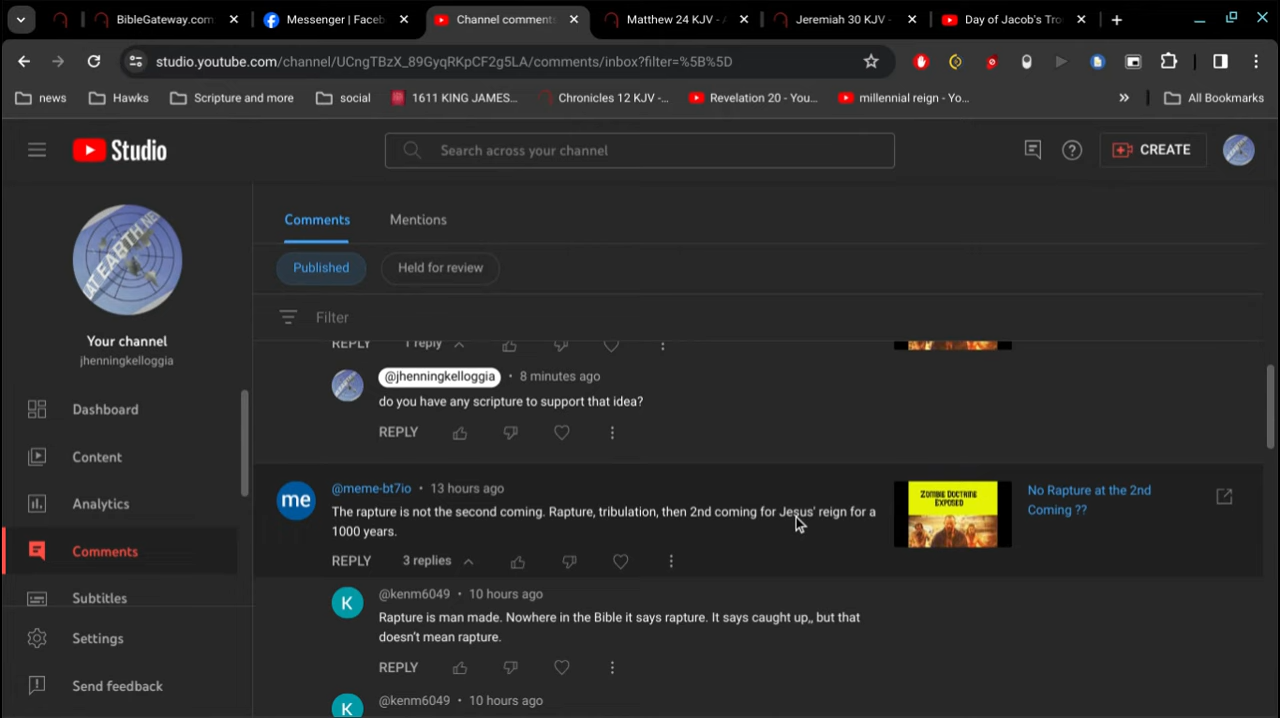 BibleGateway.com
Messenger | Faceb
Channel comments
Matthew 24 KJV - A
Jeremiah 30 KJV -
Day of Jacob's Tro
studio.youtube.com/channel/UCngTBzX_89GyqRKpCF2g5LA/comments/inbox?filter=%5B%5D
news
Hawks
Scripture and more
social
1611 KING JAMES...
Chronicles 12 KJV -...
Revelation 20 - You...
millennial reign - Yo...
»
All Bookmarks
Studio
Search across your channel
CREATE
AT EARTH NE
Your channel
jhenningkelloggia
Dashboard
Content
Analytics
Comments
Subtitles
Settings
Send feedback
Comments
Mentions
Published
Held for review
Filter
REPLY 1 reply
@jhenningkelloggia • 8 minutes ago
do you have any scripture to support that idea?
REPLY
me
@meme-bt7io • 13 hours ago
The rapture is not the second coming. Rapture, tribulation, then 2nd coming for Jesus' reign for a
1000 years.
REPLY 3 replies
ZOMBIE DOCTRINE
EXPOSED
No Rapture at the 2nd
Coming ??
K
@kenm6049 • 10 hours ago
Rapture is man made. Nowhere in the Bible it says rapture. It says caught up,, but that
doesn't mean rapture.
REPLY
K
@kenm6049 • 10 hours ago